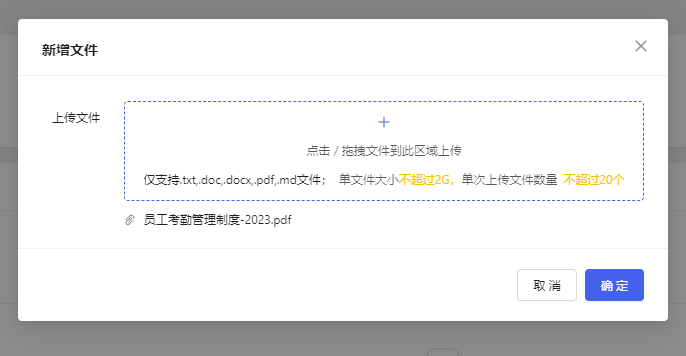 新增文件
上传文件
点击 / 拖拽文件到此区域上传
仅支持.txt,.doc,.docx,.pdf,.md文件； 单文件大小不超过2G，单次上传文件数量 不超过20个
员工考勤管理制度-2023.pdf
取 消 确 定